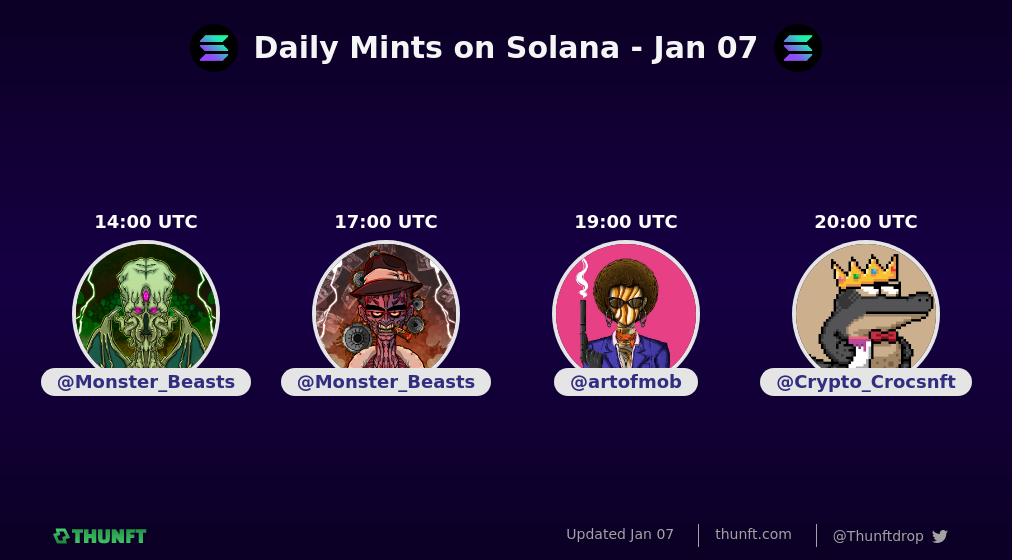 Daily Mints on Solana - Jan 07
14:00 UTC
17:00 UTC
19:00 UTC
20:00 UTC
@Monster_Beasts
@Monster_Beasts
@artofmob
@Crypto_Crocsnft
THUNFT
Updated Jan 07
thunft.com
@Thunftdrop